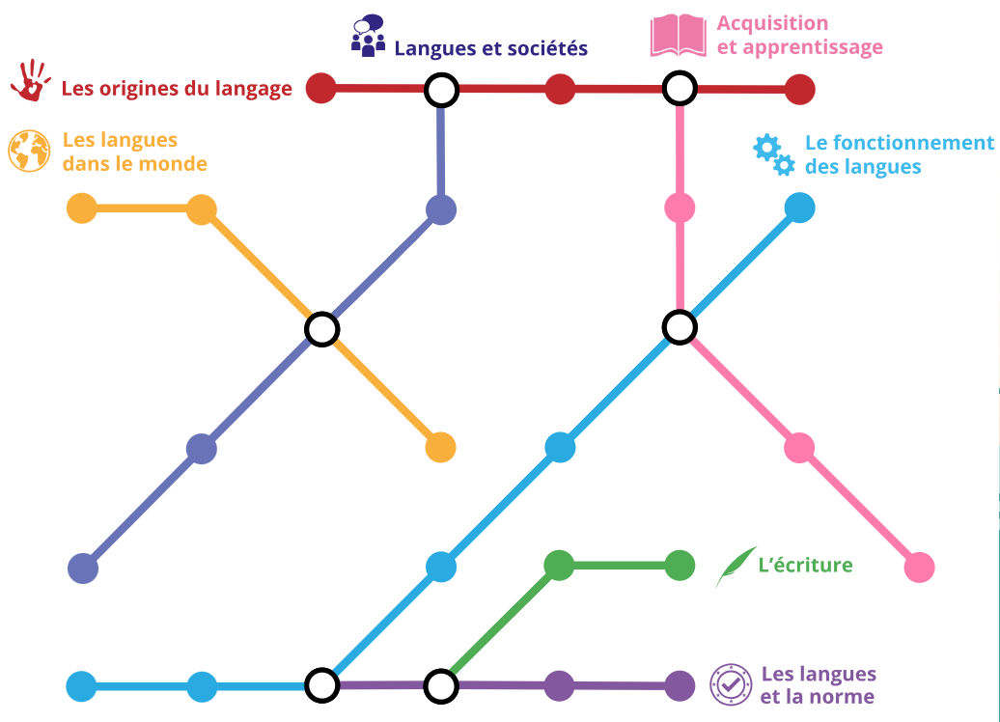 Langues et sociétés
Acquisition
et apprentissage
Les origines du langage
Les langues
dans le monde
Le fonctionnement
des langues
L'écriture
Les langues
et la norme